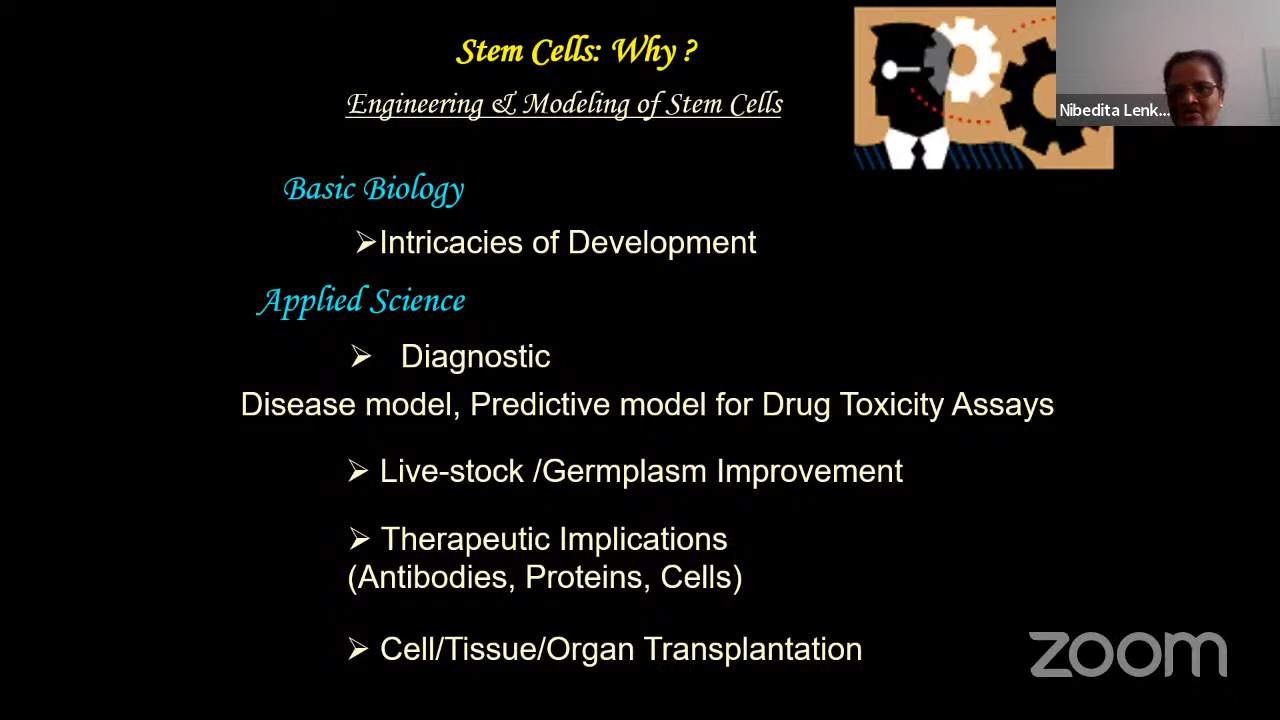 Stem Cells: Why ?
Engineering & Modeling of Stem Cells
Nibedita Lenk...
Basic Biology
➢Intricacies of Development
Applied Science
➢ Diagnostic
Disease model, Predictive model for Drug Toxicity Assays
➢ Live-stock /Germplasm Improvement
➢ Therapeutic Implications
(Antibodies, Proteins, Cells)
➢ Cell/Tissue/Organ Transplantation
zoom